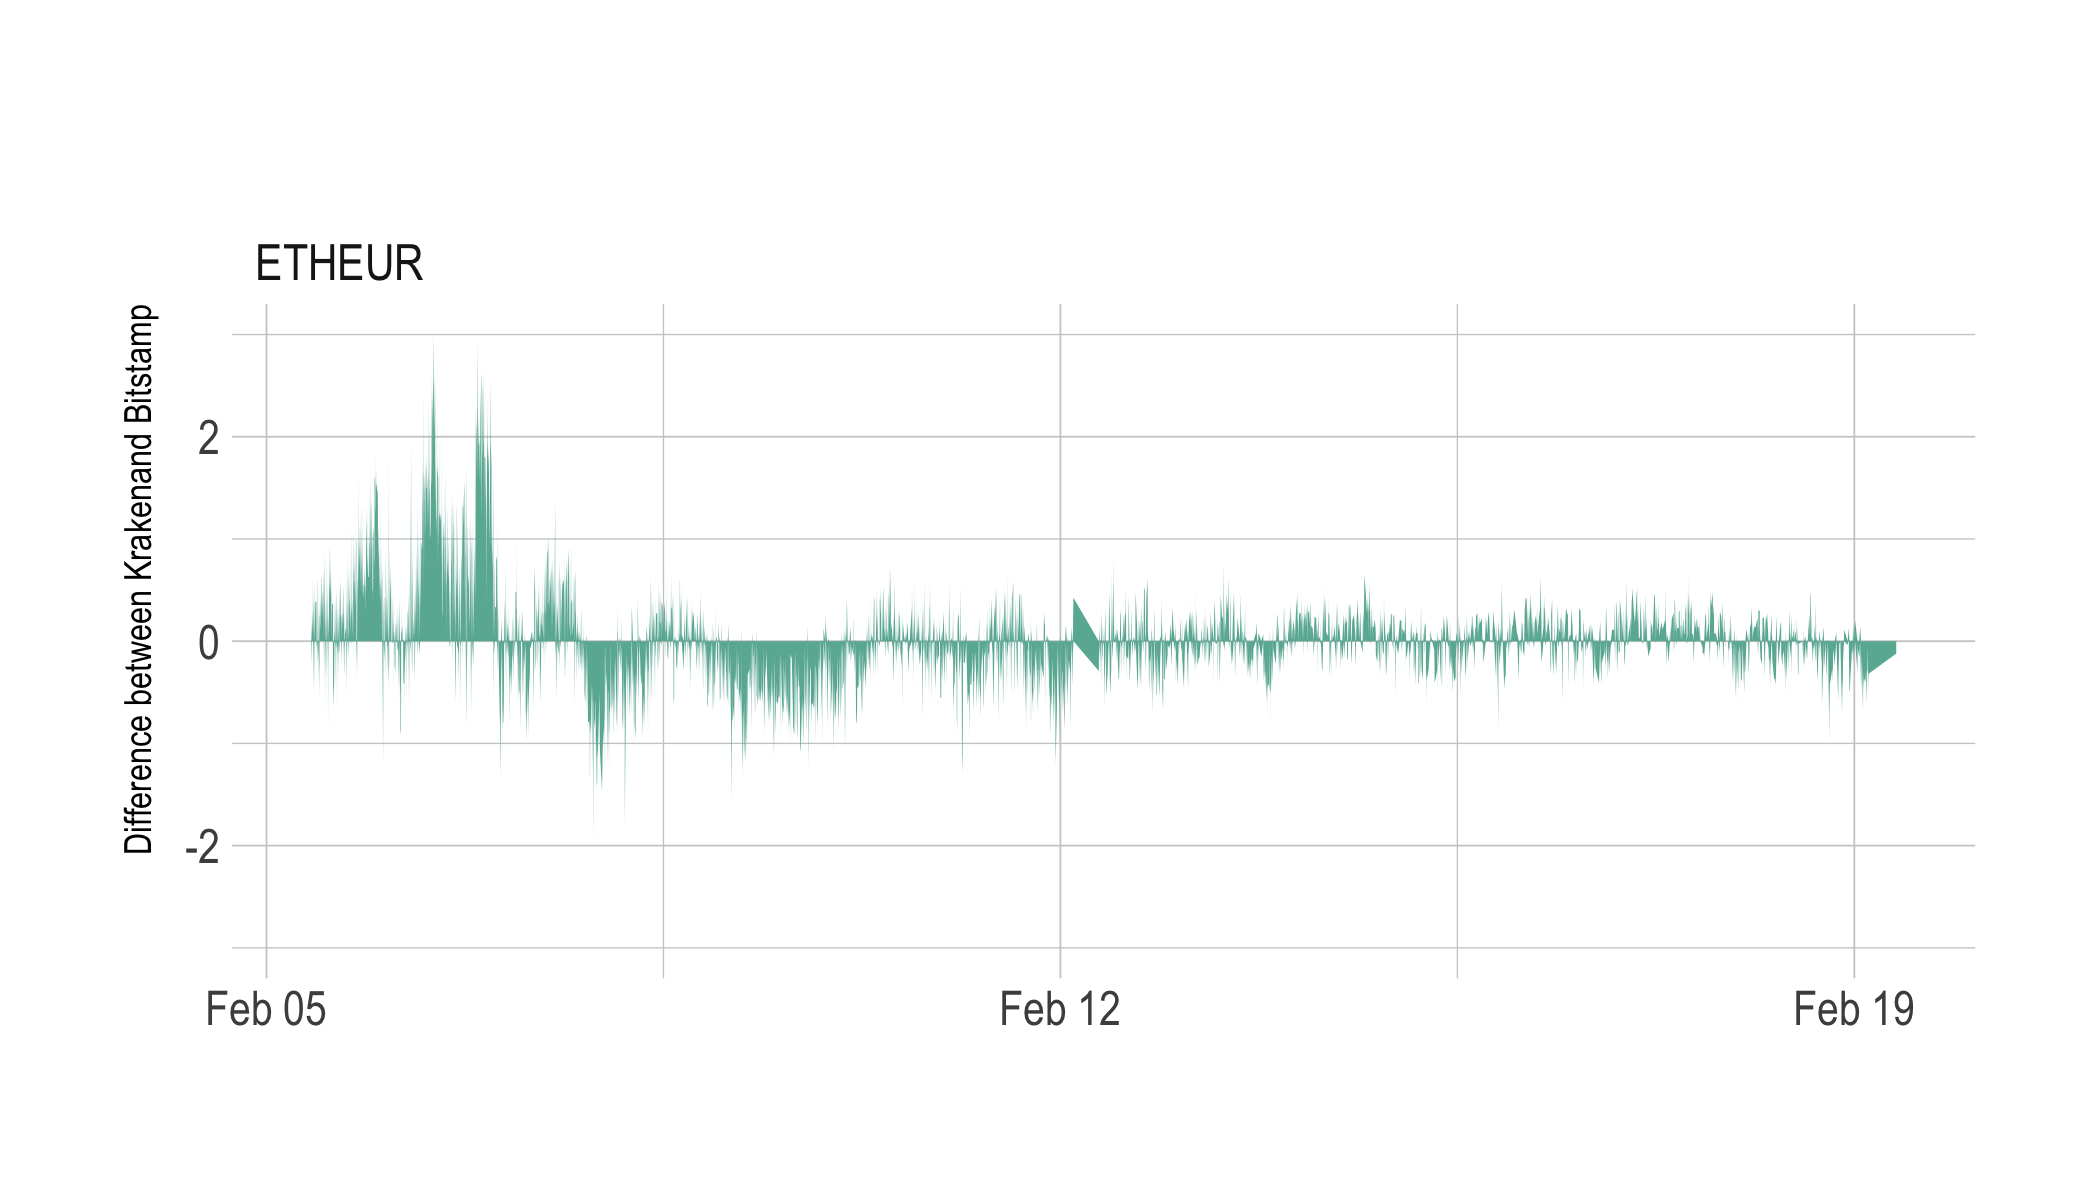 ETHEUR
Difference between Krakenand Bitstamp
2
0
-2
Feb 05
Feb 12
Feb 19